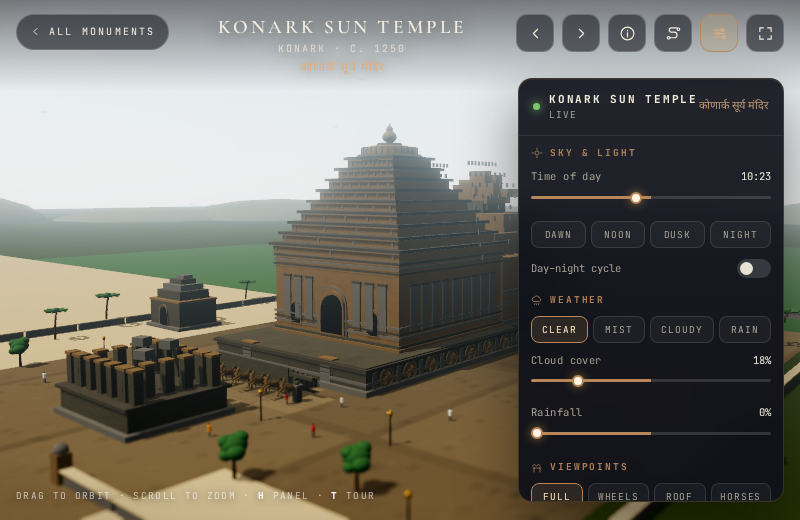 ALL MONUMENTS
KONARK SUN TEMPLE
KONARK · C. 1250
कोणार्क सूर्य मंदिर
KONARK SUN TEMPLE
LIVE
कोणार्क सूर्य मंदिर
SKY & LIGHT
Time of day 10:23
DAWN NOON DUSK NIGHT
Day-night cycle
WEATHER
CLEAR MIST CLOUDY RAIN
Cloud cover 18%
Rainfall 0%
VIEWPOINTS
FULL WHEELS ROOF HORSES
DRAG TO ORBIT · SCROLL TO ZOOM · H PANEL · T TOUR